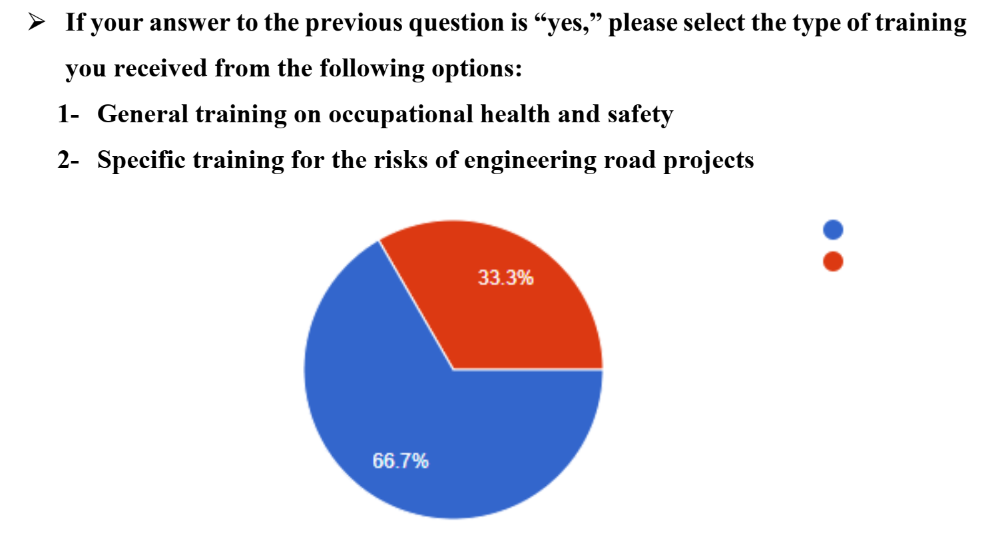 ➢ If your answer to the previous question is “yes,” please select the type of training
you received from the following options:
1- General training on occupational health and safety
2- Specific training for the risks of engineering road projects
33.3%
66.7%